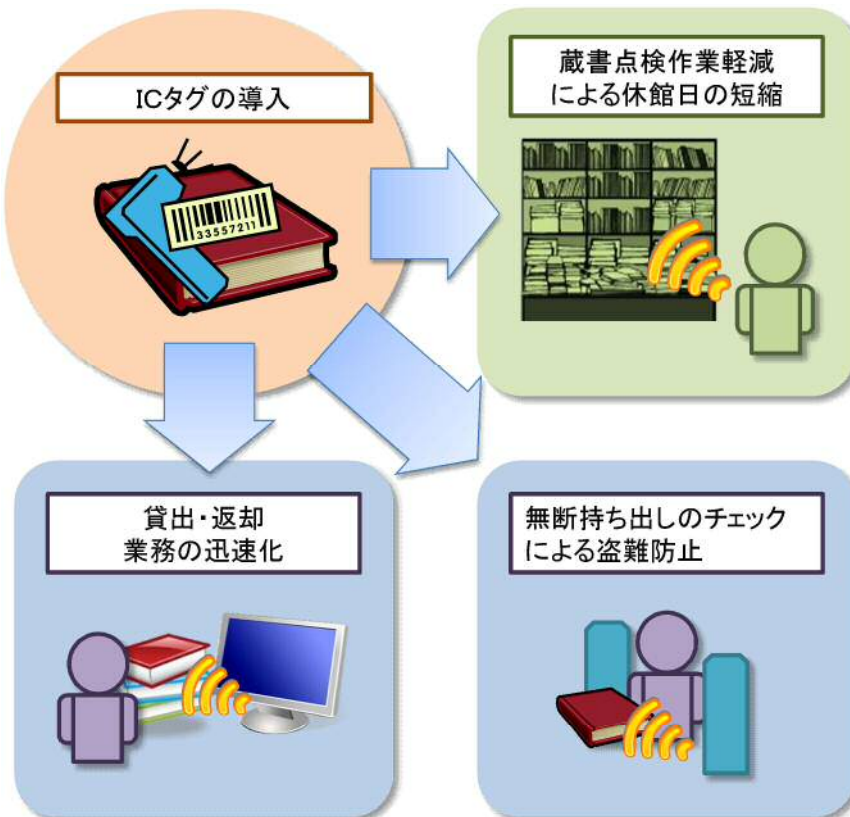 ICタグの導入
33557211
蔵書点検作業軽減
による休館日の短縮
貸出・返却
業務の迅速化
無断持ち出しのチェック
による盗難防止